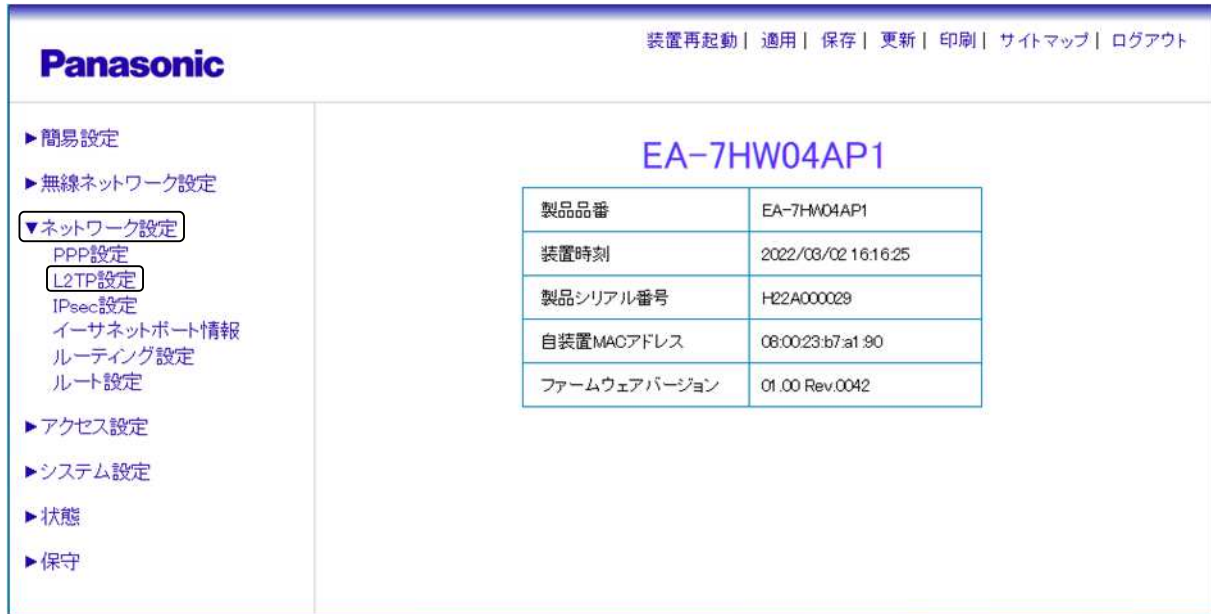 Panasonic
装置再起動| 適用| 保存| 更新| 印刷| サイトマップ| ログアウト
►簡易設定
►無線ネットワーク設定
▼ネットワーク設定
PPP設定
L2TP設定
IPsec設定
イーサネットポート情報
ルーティング設定
ルート設定
►アクセス設定
►システム設定
►状態
►保守
EA-7HW04AP1
製品品番 EA-7HW04AP1
装置時刻 2022/03/02 16:16:25
製品シリアル番号 H22A000029
自装置MACアドレス 08:00:23:b7:a1:90
ファームウェアバージョン 01.00 Rev.0042